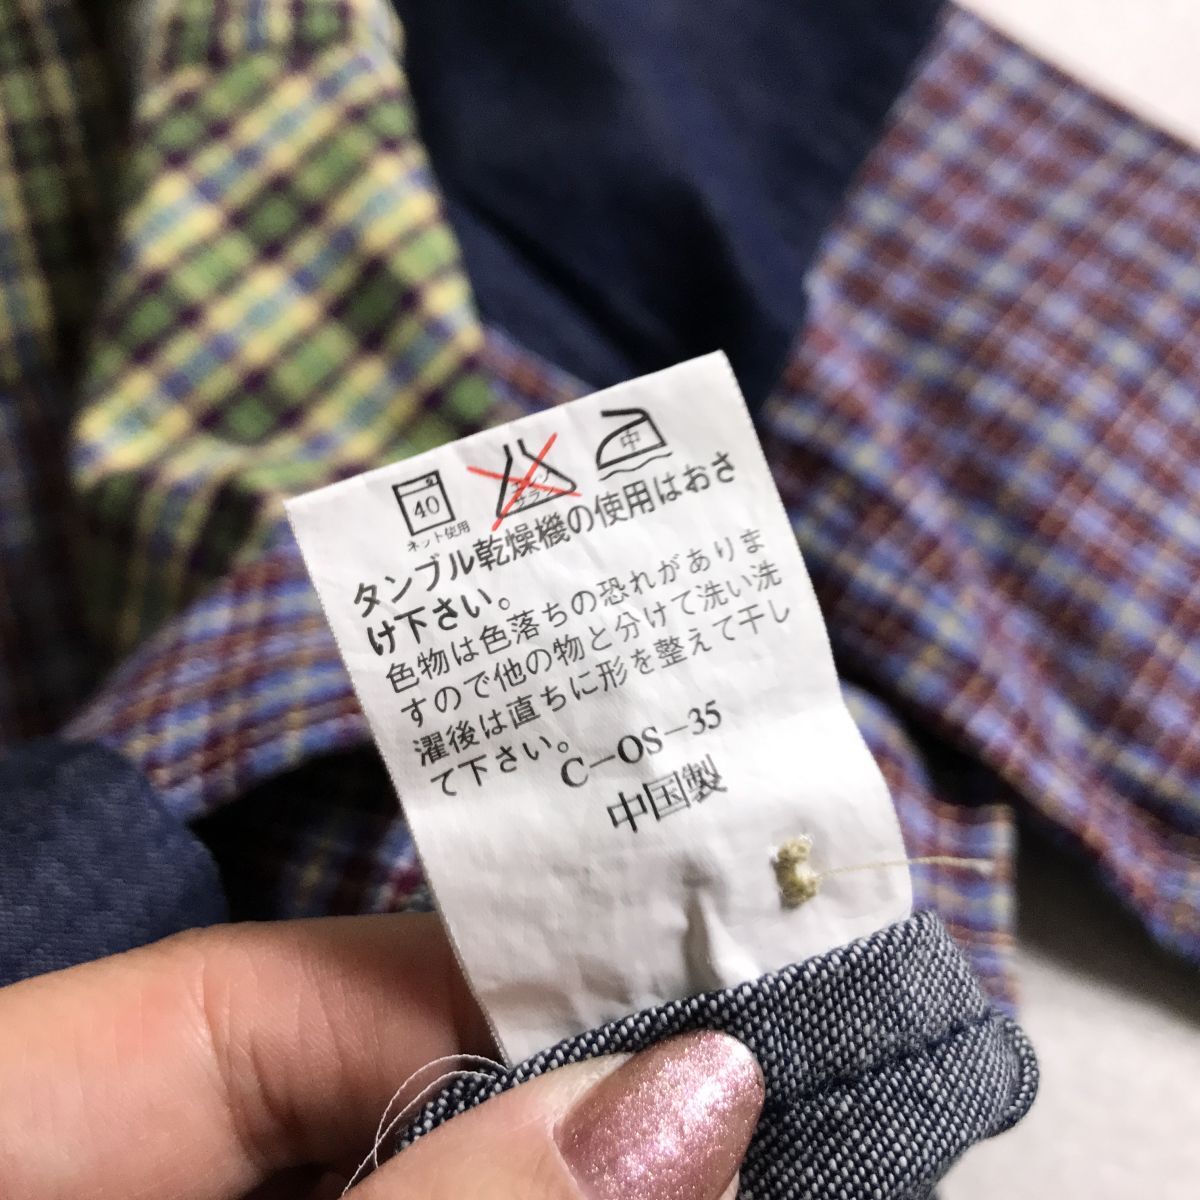 40
中
ネット使用
タンブル乾燥機の使用はおさ
け下さい。
色物は色落ちの恐れがありま
すので他の物と分けて洗い洗
濯後は直ちに形を整えて干し
て下さい。
C-OS-35
中国製